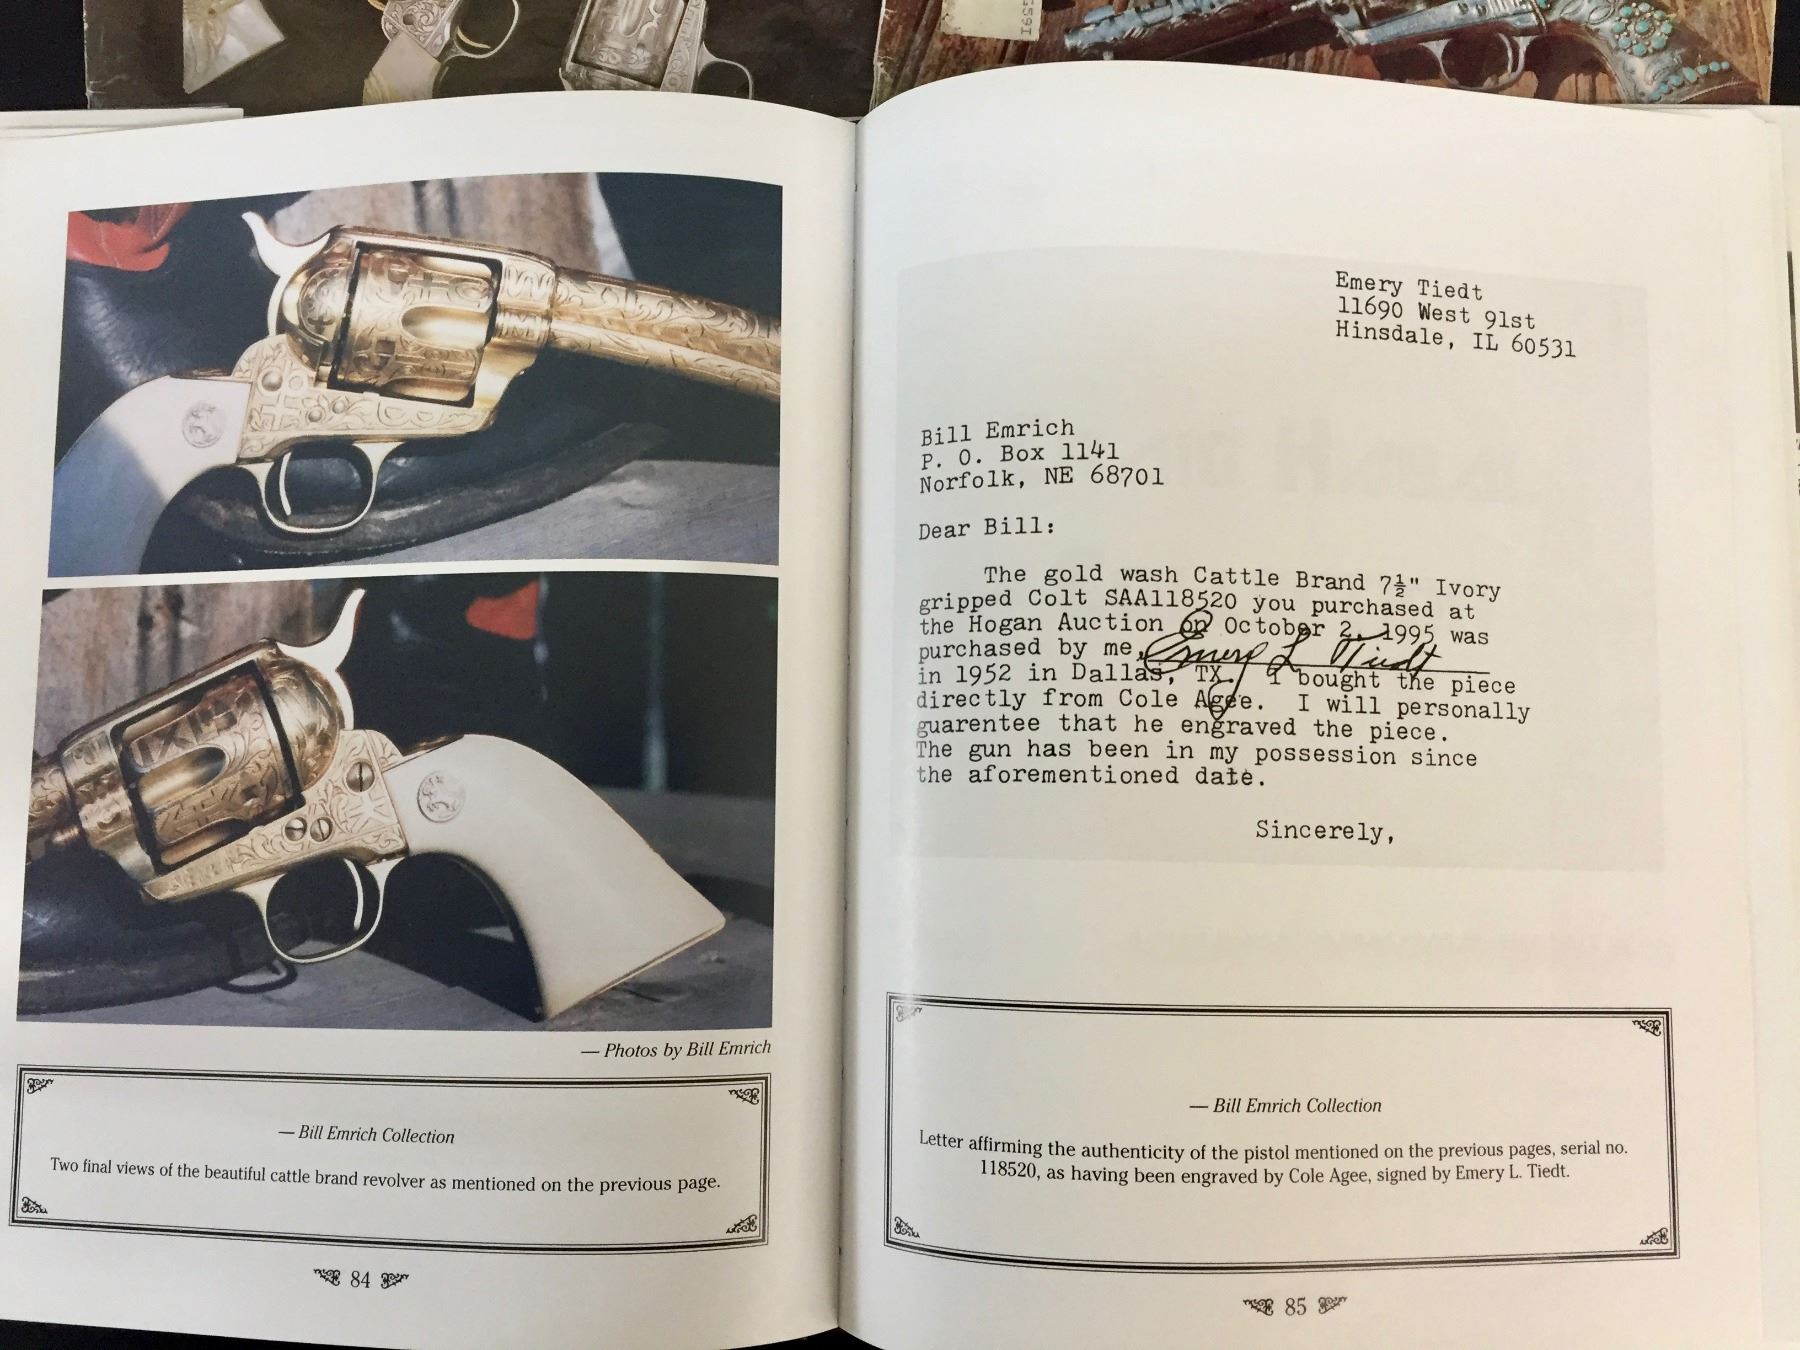 — Photos by Bill Emrich
— Bill Emrich Collection
Two final views of the beautiful cattle brand revolver as mentioned on the previous page.
84
Emery Tiedt
11690 West 91st
Hinsdale, IL 60531
Bill Emrich
P. O. Box 1141
Norfolk, NE 68701
Dear Bill:
The gold wash Cattle Brand 7½" Ivory
gripped Colt SAA118520 you purchased at
the Hogan Auction on October 2, 1995 was
purchased by me, Emery L Tiedt
in 1952 in Dallas, TX. I bought the piece
directly from Cole Agee. I will personally
guarentee that he engraved the piece.
The gun has been in my possession since
the aforementioned date.
Sincerely,
— Bill Emrich Collection
Letter affirming the authenticity of the pistol mentioned on the previous pages, serial no.
118520, as having been engraved by Cole Agee, signed by Emery L. Tiedt.
85